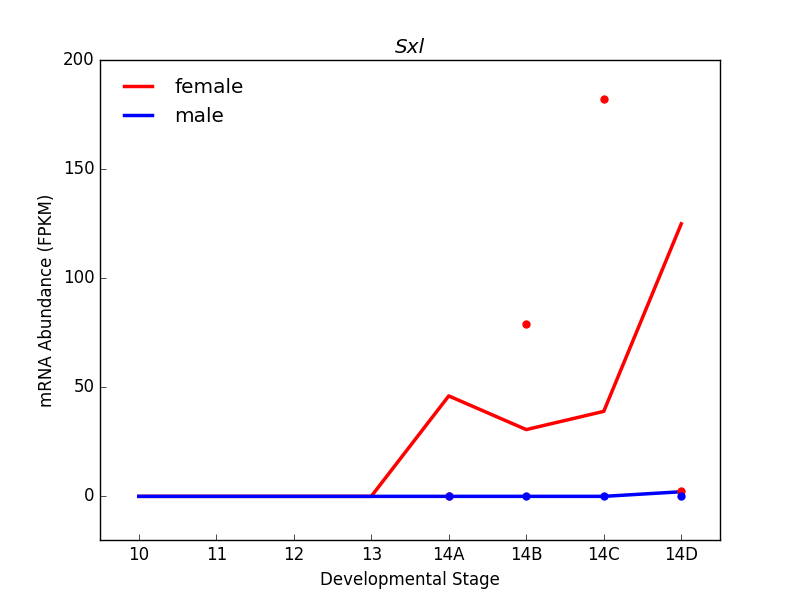 Sxl
200
150
100
50
0
mRNA Abundance (FPKM)
female
male
10 11 12 13 14A 14B 14C 14D
Developmental Stage